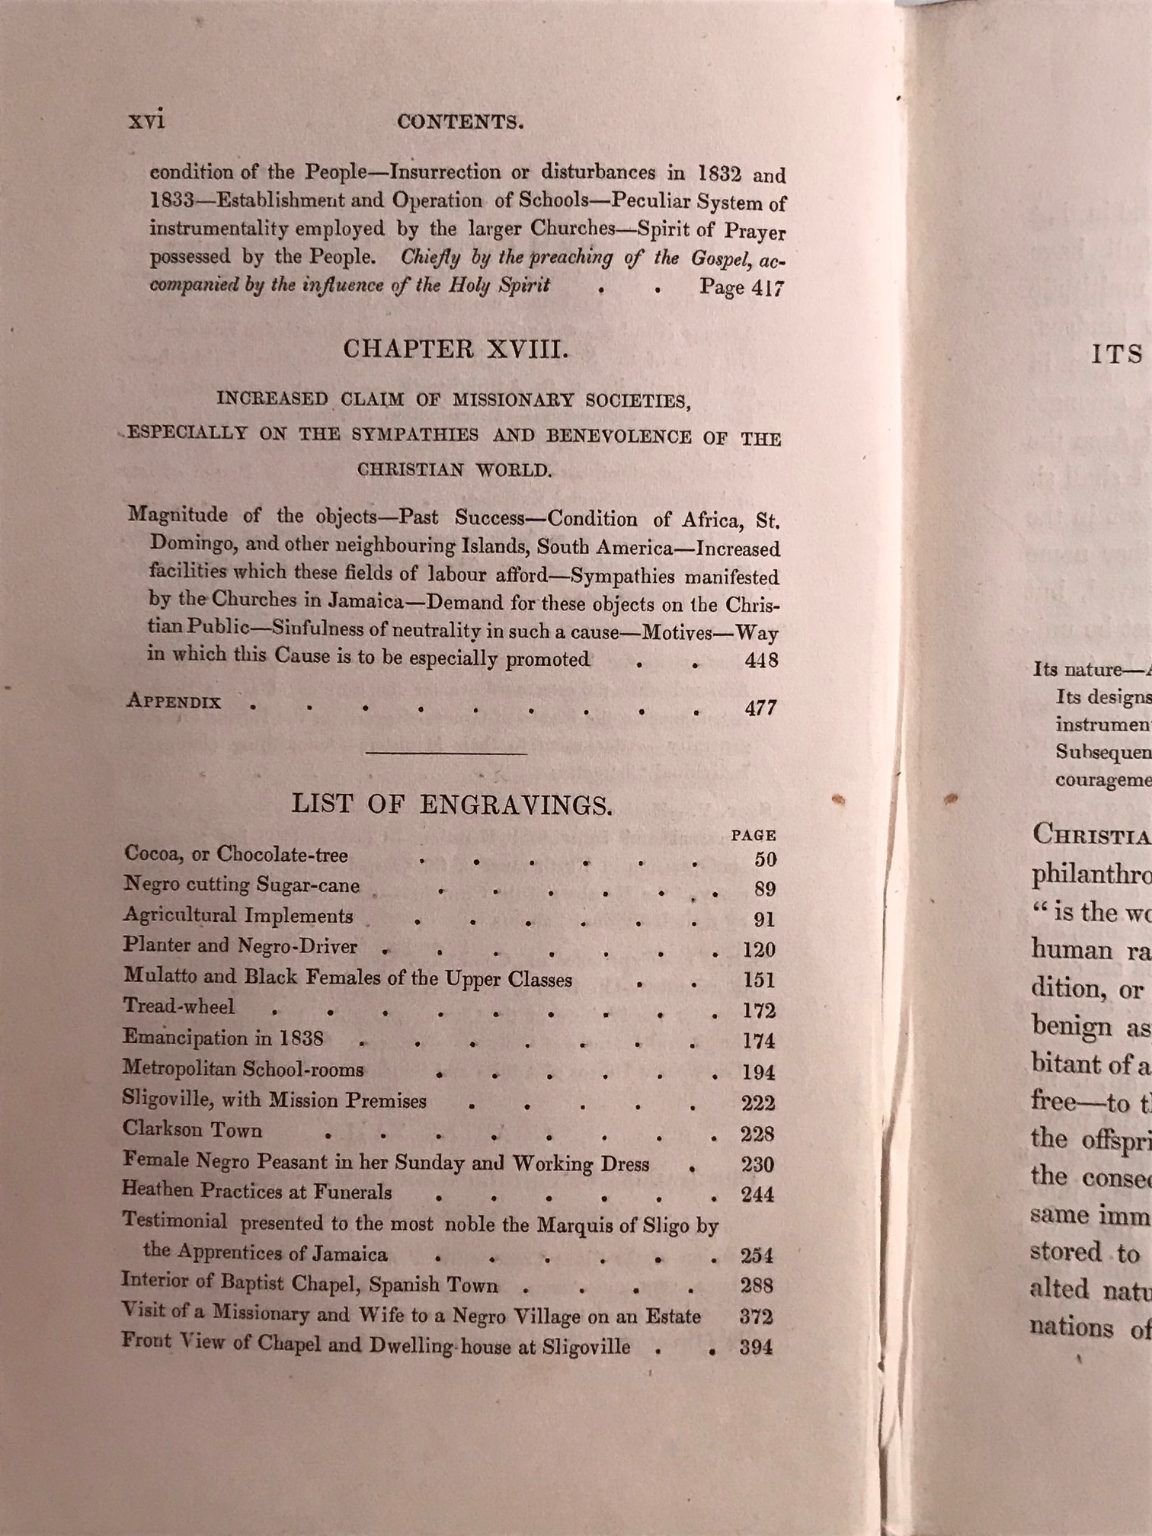 xvi CONTENTS.
condition of the People—Insurrection or disturbances in 1832 and
1833—Establishment and Operation of Schools—Peculiar System of
instrumentality employed by the larger Churches—Spirit of Prayer
possessed by the People. Chiefly by the preaching of the Gospel, ac-
companied by the influence of the Holy Spirit . . Page 417
CHAPTER XVIII.
INCREASED CLAIM OF MISSIONARY SOCIETIES,
ESPECIALLY ON THE SYMPATHIES AND BENEVOLENCE OF THE
CHRISTIAN WORLD.
Magnitude of the objects—Past Success—Condition of Africa, St.
Domingo, and other neighbouring Islands, South America—Increased
facilities which these fields of labour afford—Sympathies manifested
by the Churches in Jamaica—Demand for these objects on the Chris-
tian Public—Sinfulness of neutrality in such a cause—Motives—Way
in which this Cause is to be especially promoted . . 448
APPENDIX . . . . . . . . . 477
LIST OF ENGRAVINGS.
PAGE
Cocoa, or Chocolate-tree . . . . . . 50
Negro cutting Sugar-cane . . . . . . 89
Agricultural Implements . . . . . . 91
Planter and Negro-Driver . . . . . . . 120
Mulatto and Black Females of the Upper Classes . . 151
Tread-wheel . . . . . . . . . 172
Emancipation in 1838 . . . . . . . 174
Metropolitan School-rooms . . . . . . 194
Sligoville, with Mission Premises . . . . . 222
Clarkson Town . . . . . . . . 228
Female Negro Peasant in her Sunday and Working Dress . 230
Heathen Practices at Funerals . . . . . . 244
Testimonial presented to the most noble the Marquis of Sligo by
the Apprentices of Jamaica . . . . . . 254
Interior of Baptist Chapel, Spanish Town . . . . 288
Visit of a Missionary and Wife to a Negro Village on an Estate 372
Front View of Chapel and Dwelling-house at Sligoville . . 394
ITS
Its nature—
Its designs
instrumen
Subsequen
courageme
CHRISTIA
philanthro
“ is the wo
human ra
dition, or
benign as
bitant of a
free—to t
the offspri
the consec
same imm
stored to
alted natu
nations of